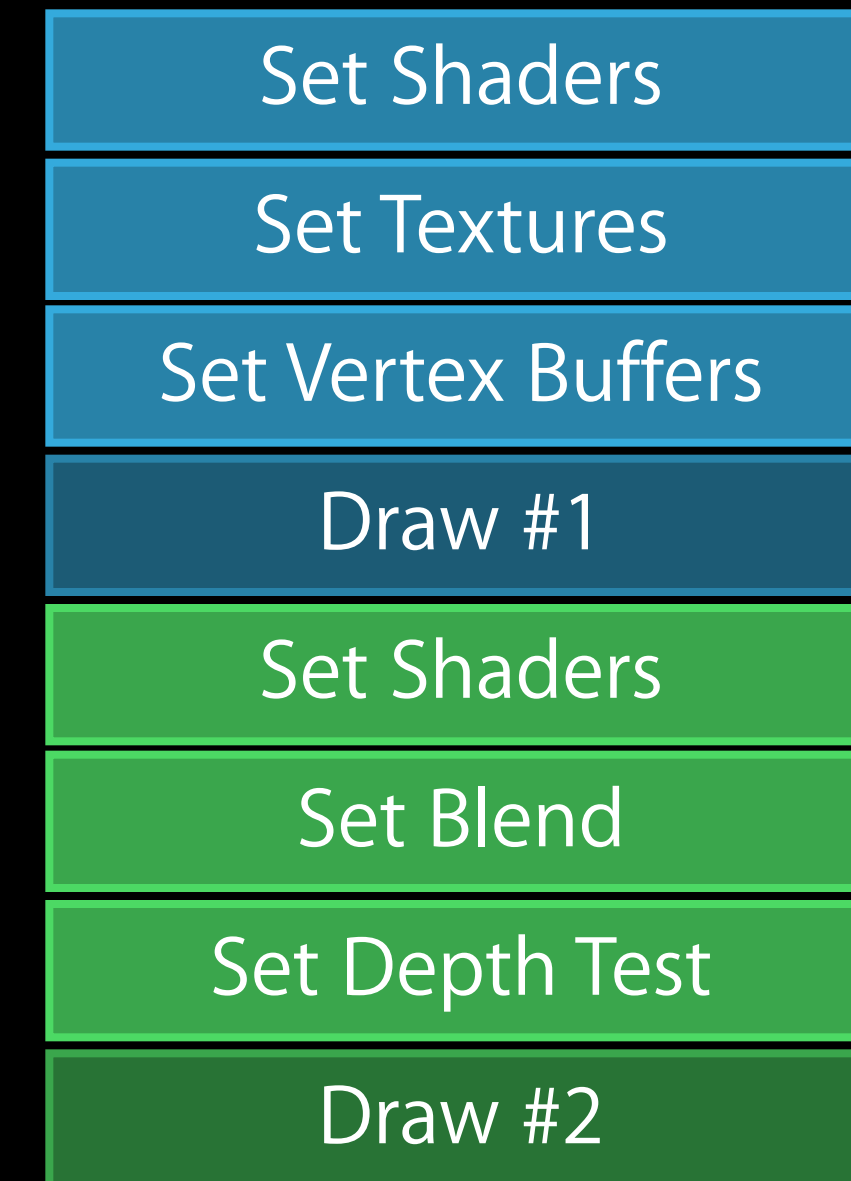 Set Shaders
Set Textures
Set Vertex Buffers
Draw #1
Set Shaders
Set Blend
Set Depth Test
Draw #2